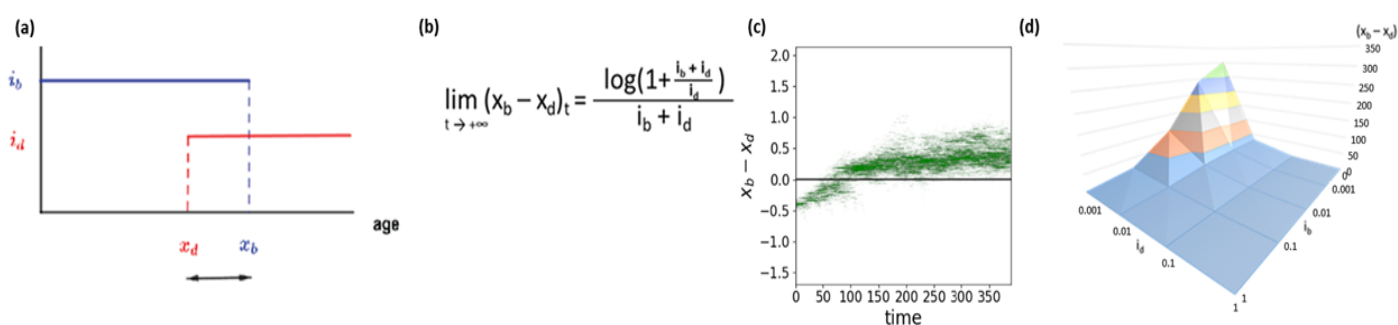 (a)
i_b
i_d
age
x_d
x_b
(b)
lim (x_b − x_d)_t = log(1+ (i_b + i_d)/i_d ) / (i_b + i_d)
t → +∞
(c)
2.0
1.5
1.0
0.5
0.0
−0.5
−1.0
−1.5
x_b − x_d
0 50 100 150 200 250 300 350
time
(d)
(x_b − x_d)
350
300
250
200
150
100
50
0
0.001
0.01
0.1
1
i_d
0
0.001
0.01
0.1
1
i_b